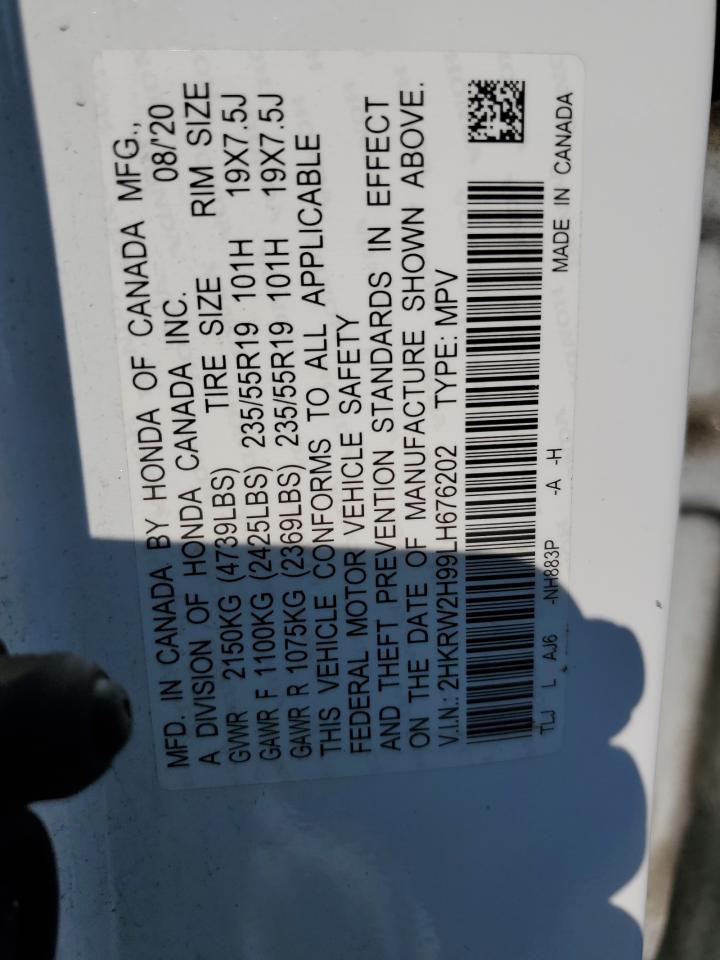 MFD. IN CANADA BY HONDA OF CANADA MFG.,
A DIVISION OF HONDA CANADA INC. 08/'20
GVWR 2150KG (4739LBS) TIRE SIZE RIM SIZE
GAWR F 1100KG (2425LBS) 235/55R19 101H 19X7.5J
GAWR R 1075KG (2369LBS) 235/55R19 101H 19X7.5J
THIS VEHICLE CONFORMS TO ALL APPLICABLE
FEDERAL MOTOR VEHICLE SAFETY
AND THEFT PREVENTION STANDARDS IN EFFECT
ON THE DATE OF MANUFACTURE SHOWN ABOVE.
V.I.N.: 2HKRW2H99LH676202 TYPE: MPV
TLJ L AJ6 -NH883P -A -H
MADE IN CANADA